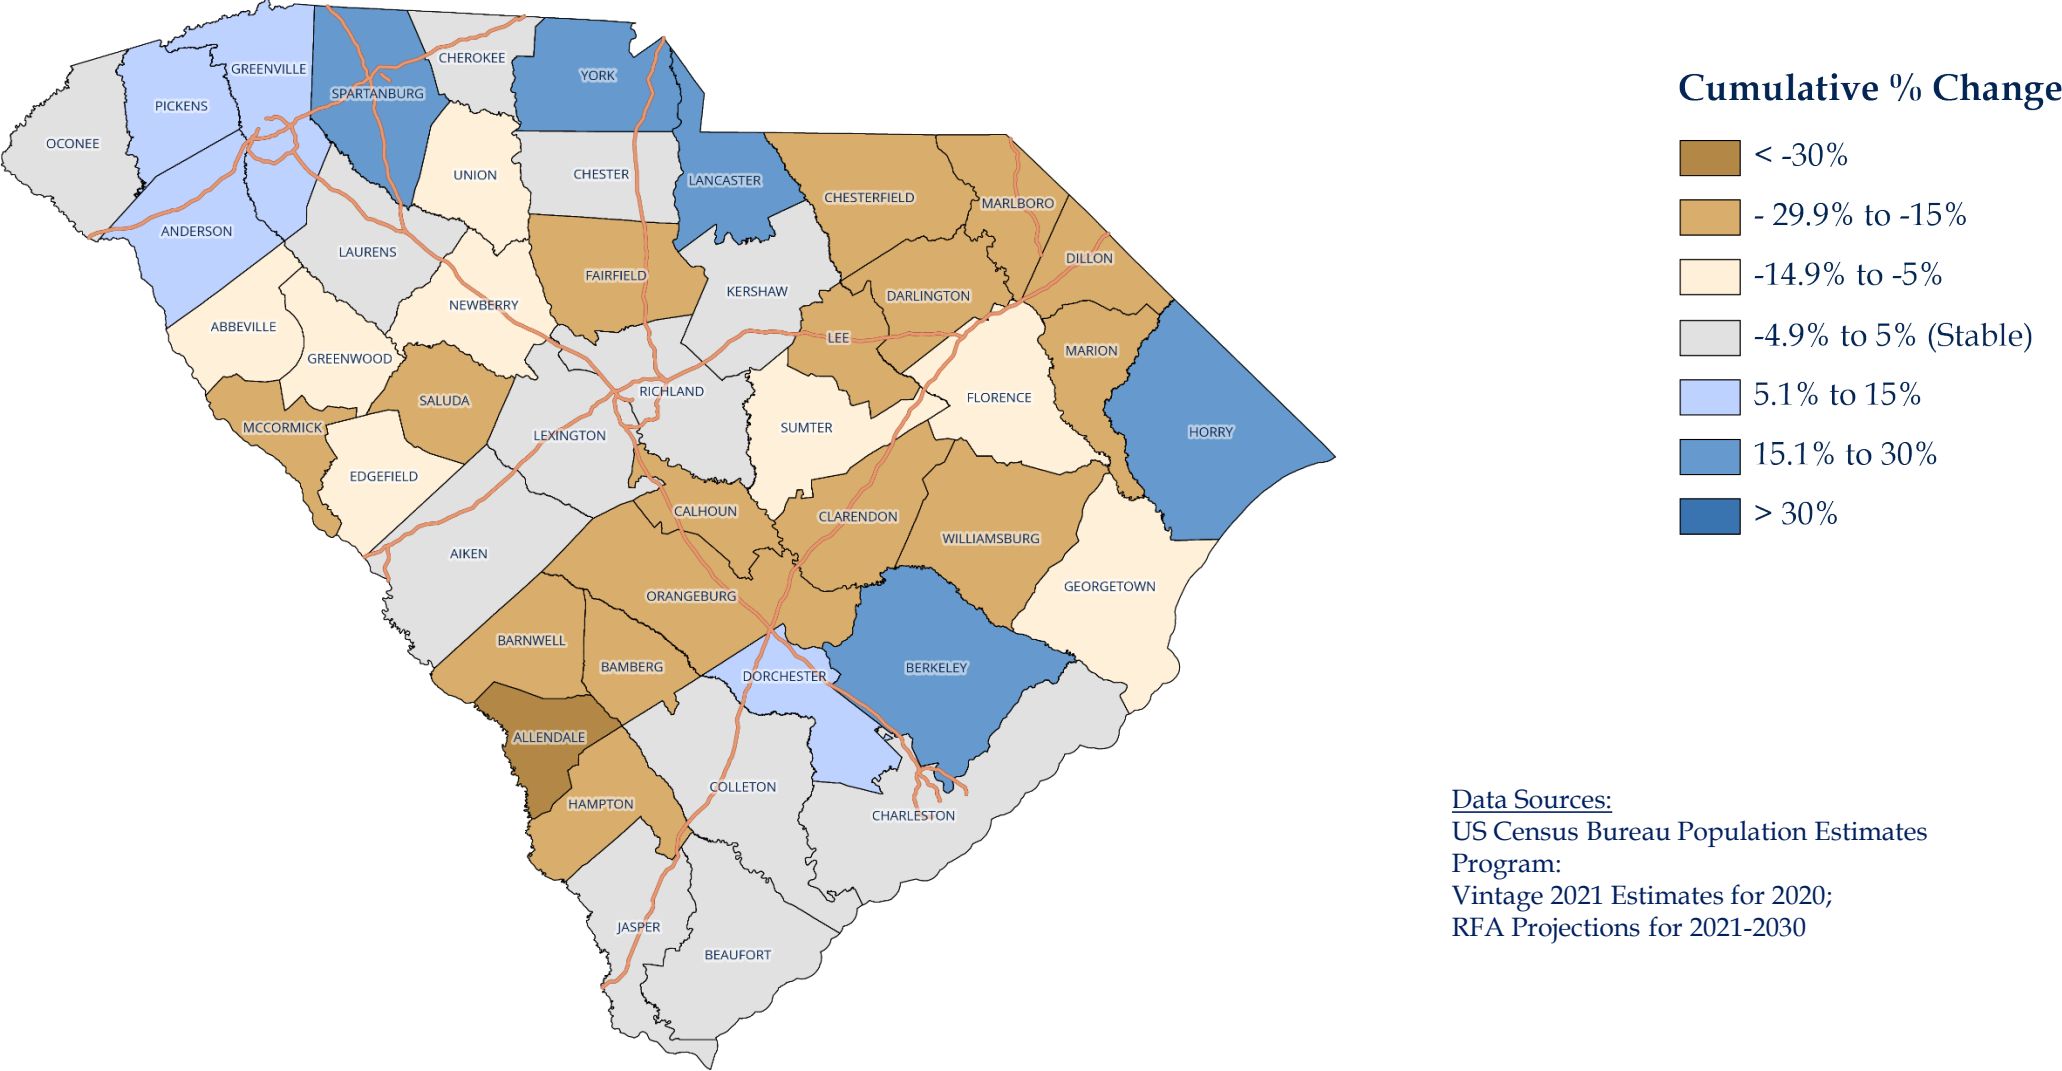 CHEROKEE
GREENVILLE
YORK
SPARTANBURG
PICKENS
OCONEE
UNION
CHESTER
LANCASTER
CHESTERFIELD
MARLBORO
ANDERSON
LAURENS
DILLON
FAIRFIELD
KERSHAW
DARLINGTON
NEWBERRY
ABBEVILLE
LEE
MARION
GREENWOOD
RICHLAND
FLORENCE
SALUDA
MCCORMICK
SUMTER
HORRY
LEXINGTON
EDGEFIELD
CALHOUN
CLARENDON
WILLIAMSBURG
AIKEN
GEORGETOWN
ORANGEBURG
BARNWELL
BAMBERG
BERKELEY
DORCHESTER
ALLENDALE
COLLETON
HAMPTON
CHARLESTON
JASPER
BEAUFORT
Cumulative % Change
< -30%
- 29.9% to -15%
-14.9% to -5%
-4.9% to 5% (Stable)
5.1% to 15%
15.1% to 30%
> 30%
Data Sources:
US Census Bureau Population Estimates
Program:
Vintage 2021 Estimates for 2020;
RFA Projections for 2021-2030